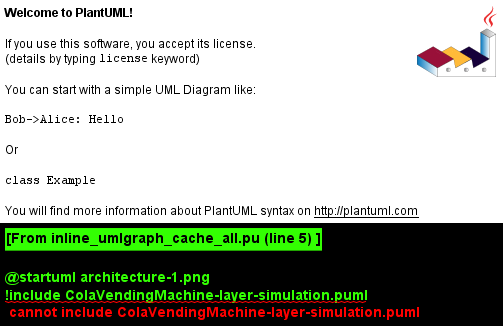 Welcome to PlantUML!
If you use this software, you accept its license.
(details by typing license keyword)
You can start with a simple UML Diagram like:
Bob->Alice: Hello
Or
class Example
You will find more information about PlantUML syntax on http://plantuml.com
[From inline_umlgraph_cache_all.pu (line 5) ]
@startuml architecture-1.png
!include ColaVendingMachine-layer-simulation.puml
cannot include ColaVendingMachine-layer-simulation.puml